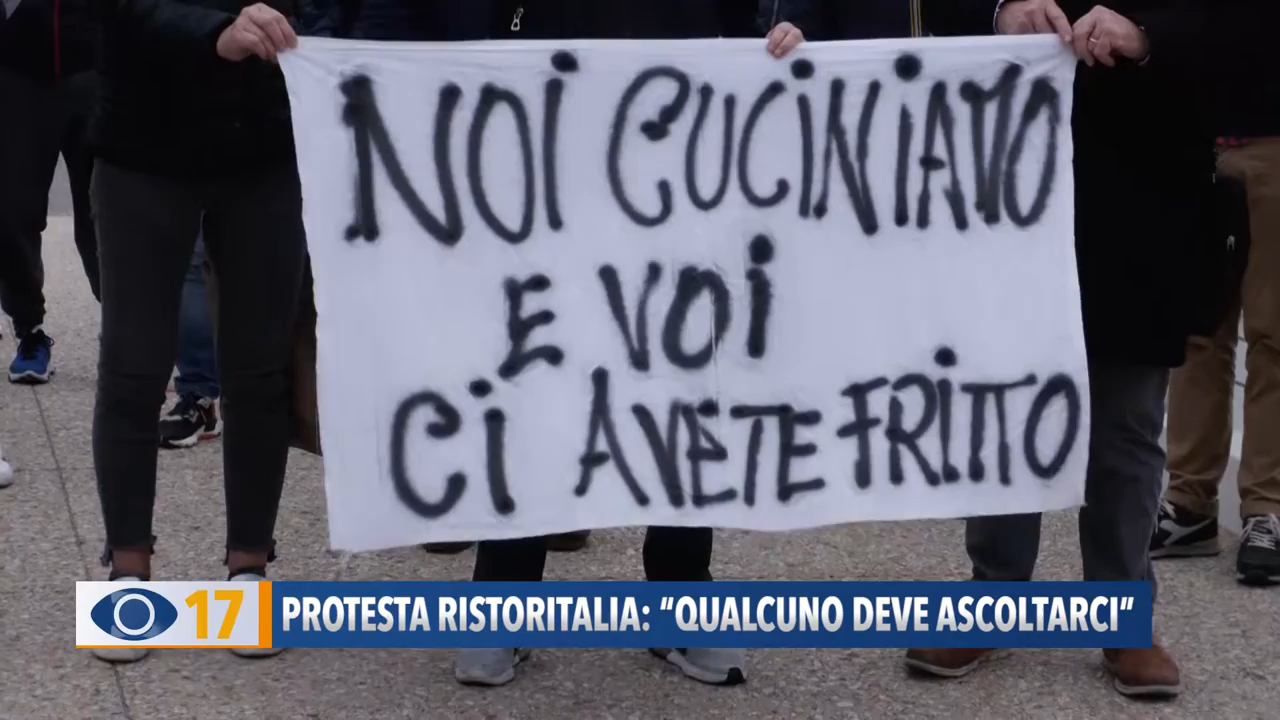 NOI CUCINIAMO
E VOI
CI AVETE FRITTO
17 PROTESTA RISTORITALIA: “QUALCUNO DEVE ASCOLTARCI”